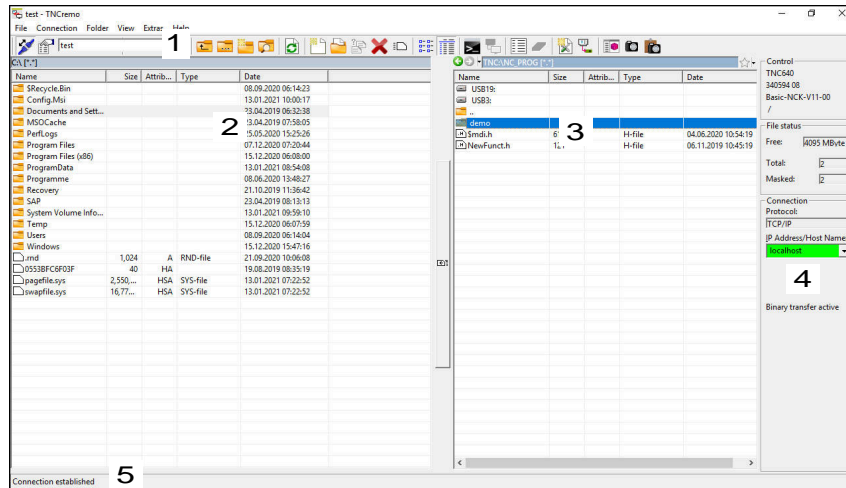 test - TNCremo
File Connection Folder View Extras Help
test
1
C:\ [*.*]
Name Size Attrib... Type Date
$Recycle.Bin 08.09.2020 06:14:23
Config.Msi 13.01.2021 10:00:17
Documents and Sett... 23.04.2019 06:32:38
MSOCache 23.04.2019 07:58:05
2
PerfLogs 25.05.2020 15:25:26
Program Files 07.12.2020 07:20:44
Program Files (x86) 15.12.2020 06:08:00
ProgramData 13.01.2021 08:54:08
Programme 08.06.2020 13:48:27
Recovery 21.10.2019 11:36:42
SAP 23.04.2019 08:13:13
System Volume Info... 13.01.2021 09:59:10
Temp 15.12.2020 06:07:59
Users 08.09.2020 06:14:04
Windows 15.12.2020 15:47:16
.rnd 1,024 A RND-file 21.09.2020 10:06:08
0553BFC6F03F 40 HA 19.08.2019 08:35:19
pagefile.sys 2,550,... HSA SYS-file 13.01.2021 07:22:52
swapfile.sys 16,77... HSA SYS-file 13.01.2021 07:22:52
TNC:\NC_PROG [*.*]
Name Size Attrib... Type Date
USB19:
USB3:
..
demo
3
$mdi.h H-file 04.06.2020 10:54:19
NewFunct.h H-file 06.11.2019 10:45:19
Control
TNC640
340594 08
Basic-NCK-V11-00
/
File status
Free: 4095 MByte
Total: 2
Masked: 2
Connection
Protocol:
TCP/IP
IP Address/Host Name
localhost
4
Binary transfer active
Connection established
5